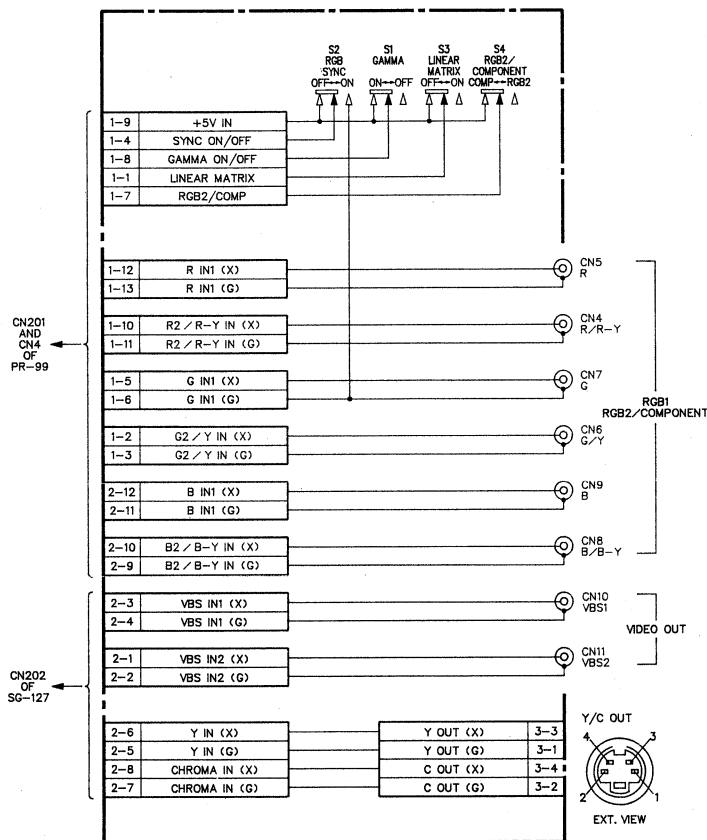 S2 S1 S3 S4
RGB GAMMA LINEAR RGB2/
SYNC MATRIX COMPONENT
OFF↔ON ON↔OFF OFF↔ON COMP↔RGB2
1-9 +5V IN
1-4 SYNC ON/OFF
1-8 GAMMA ON/OFF
1-1 LINEAR MATRIX
1-7 RGB2/COMP
1-12 R IN1 (X)
1-13 R IN1 (G)
CN5
R
1-10 R2/R-Y IN (X)
1-11 R2/R-Y IN (G)
CN4
R/R-Y
CN201
AND
CN4
OF
PR-99
1-5 G IN1 (X)
1-6 G IN1 (G)
CN7
G
RGB1
RGB2/COMPONENT
1-2 G2/Y IN (X)
1-3 G2/Y IN (G)
CN6
G/Y
2-12 B IN1 (X)
2-11 B IN1 (G)
CN9
B
2-10 B2/B-Y IN (X)
2-9 B2/B-Y IN (G)
CN8
B/B-Y
2-3 VBS IN1 (X)
2-4 VBS IN1 (G)
CN10
VBS1
VIDEO OUT
2-1 VBS IN2 (X)
2-2 VBS IN2 (G)
CN11
VBS2
CN202
OF
SG-127
2-6 Y IN (X) Y OUT (X) 3-3
2-5 Y IN (G) Y OUT (G) 3-1
2-8 CHROMA IN (X) C OUT (X) 3-4
2-7 CHROMA IN (G) C OUT (G) 3-2
Y/C OUT
4 3
2 1
EXT. VIEW